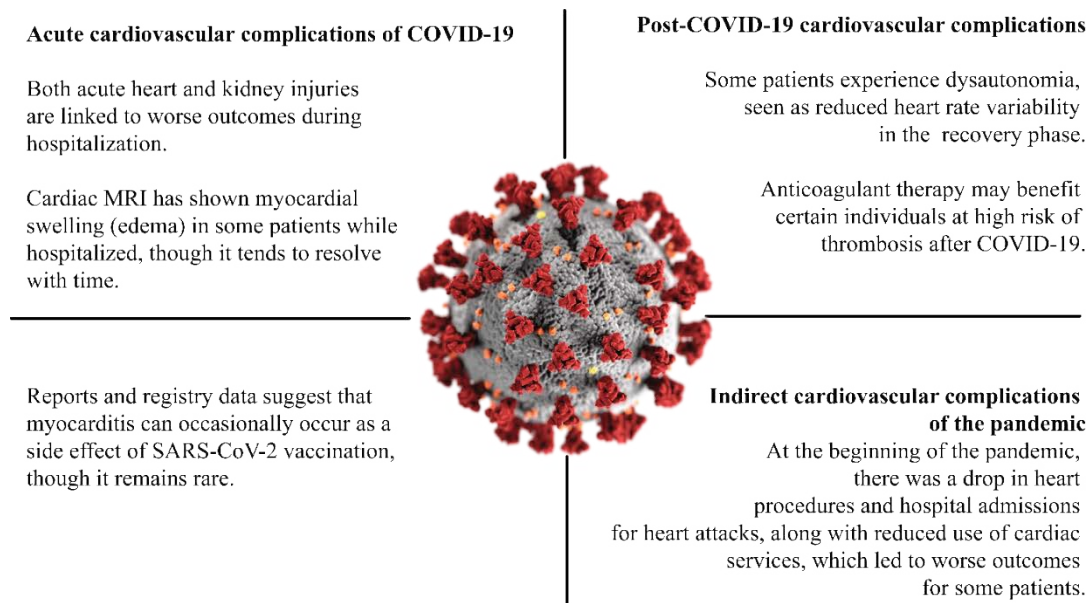 Acute cardiovascular complications of COVID-19
Both acute heart and kidney injuries
are linked to worse outcomes during
hospitalization.
Cardiac MRI has shown myocardial
swelling (edema) in some patients while
hospitalized, though it tends to resolve
with time.
Post-COVID-19 cardiovascular complications
Some patients experience dysautonomia,
seen as reduced heart rate variability
in the recovery phase.
Anticoagulant therapy may benefit
certain individuals at high risk of
thrombosis after COVID-19.
Reports and registry data suggest that
myocarditis can occasionally occur as a
side effect of SARS-CoV-2 vaccination,
though it remains rare.
Indirect cardiovascular complications
of the pandemic
At the beginning of the pandemic,
there was a drop in heart
procedures and hospital admissions
for heart attacks, along with reduced use of cardiac
services, which led to worse outcomes
for some patients.